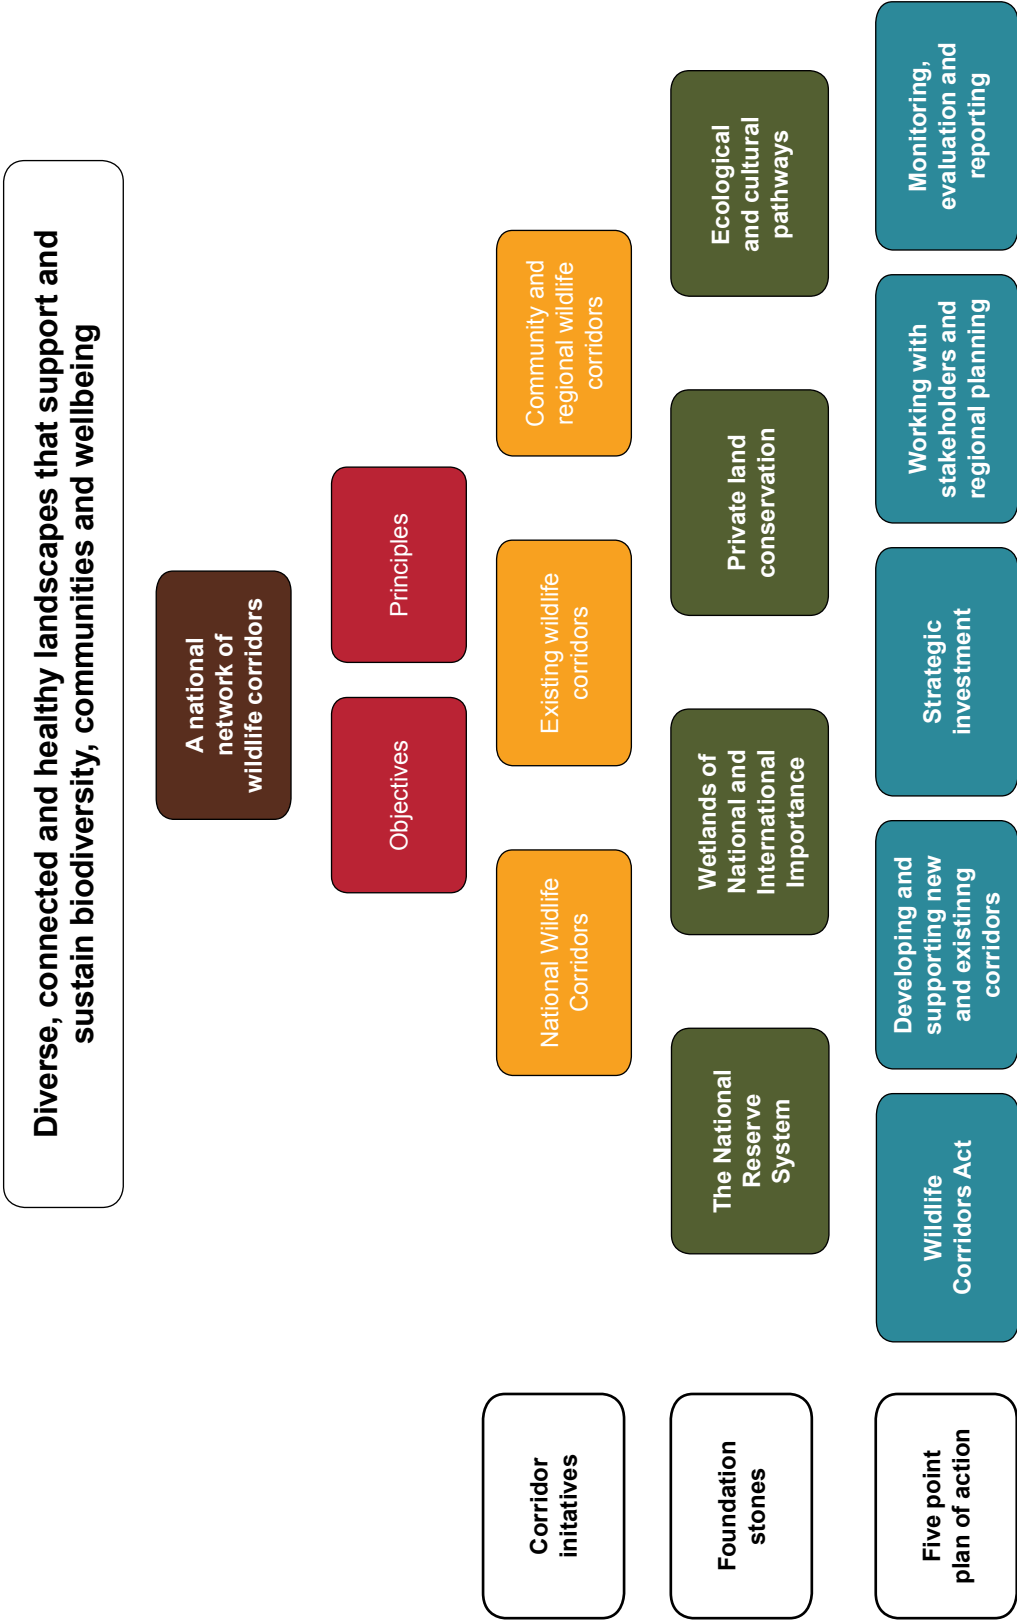 Diverse, connected and healthy landscapes that support and
sustain biodiversity, communities and wellbeing
A national
network of
wildlife corridors
Objectives
Principles
Corridor
initatives
National Wildlife
Corridors
Existing wildlife
corridors
Community and
regional wildlife
corridors
Foundation
stones
The National
Reserve
System
Wetlands of
National and
International
Importance
Private land
conservation
Ecological
and cultural
pathways
Five point
plan of action
Wildlife
Corridors Act
Developing and
supporting new
and existinng
corridors
Strategic
investment
Working with
stakeholders and
regional planning
Monitoring,
evaluation and
reporting